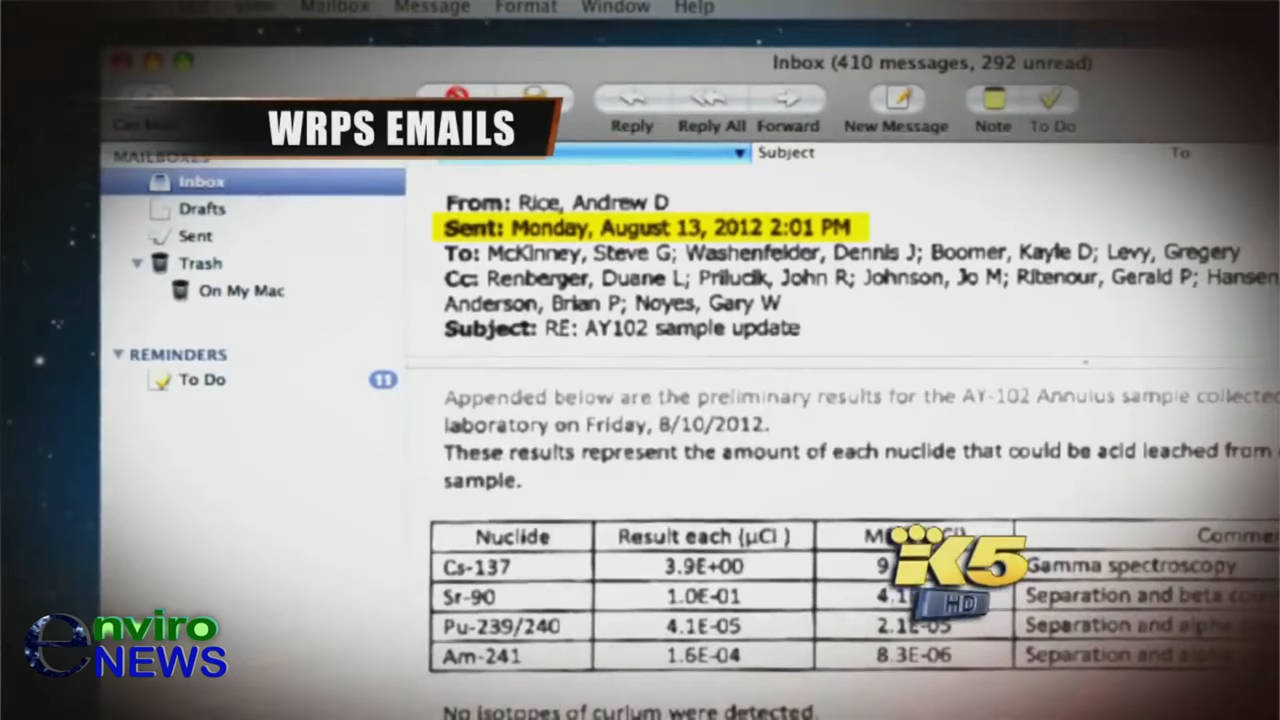 Mailbox Message Format Window Help
Inbox (410 messages, 292 unread)
WRPS EMAILS
Reply Reply All Forward New Message Note To Do
MAILBOXES
Subject To
Inbox
Drafts
Sent
Trash
On My Mac
REMINDERS
To Do 11
From: Rice, Andrew D
Sent: Monday, August 13, 2012 2:01 PM
To: McKinney, Steve G; Washenfelder, Dennis J; Boomer, Kayle D; Levy, Gregery
Cc: Renberger, Duane L; Prilucik, John R; Johnson, Jo M; Ritenour, Gerald P; Hansen
Anderson, Brian P; Noyes, Gary W
Subject: RE: AY102 sample update
Appended below are the preliminary results for the AY-102 Annulus sample collected
laboratory on Friday, 8/10/2012.
These results represent the amount of each nuclide that could be acid leached from
sample.
Nuclide Result each (µCi )
Cs-137 3.9E+00 Gamma spectroscopy
Sr-90 1.0E-01 Separation and beta
Pu-239/240 4.1E-05 2.1E-05 Separation and alpha
Am-241 1.6E-04 8.3E-06 Separation and alpha
No isotopes of curium were detected.
K5
HD
enviro
NEWS